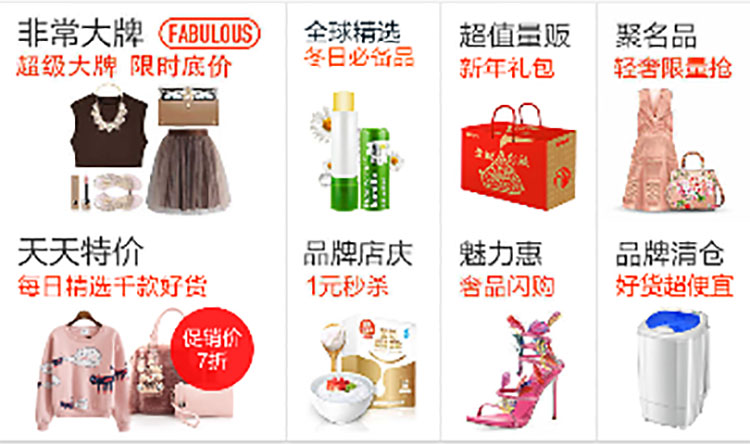 非常大牌 FABULOUS
超级大牌 限时底价
全球精选
冬日必备品
超值量贩
新年礼包
聚名品
轻奢限量抢
天天特价
每日精选千款好货
促销价
7折
品牌店庆
1元秒杀
魅力惠
奢品闪购
品牌清仓
好货超便宜